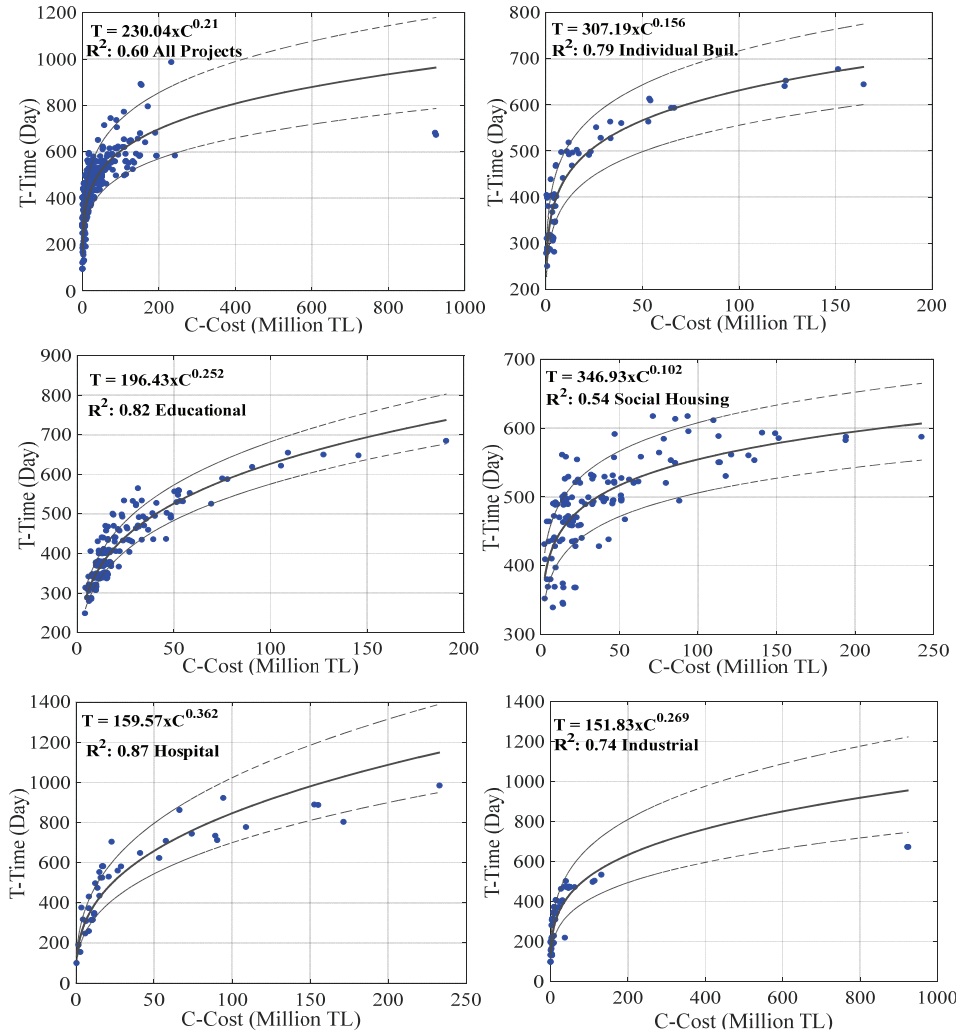 T = 230.04xC^0.21
R²: 0.60 All Projects
T-Time (Day)
1200
1000
800
600
400
200
0
0 200 400 600 800 1000
C-Cost (Million TL)
T = 307.19xC^0.156
R²: 0.79 Individual Buil.
T-Time (Day)
800
700
600
500
400
300
200
0 50 100 150 200
C-Cost (Million TL)
T = 196.43xC^0.252
R²: 0.82 Educational
T-Time (Day)
900
800
700
600
500
400
300
200
0 50 100 150 200
C-Cost (Million TL)
T = 346.93xC^0.102
R²: 0.54 Social Housing
T-Time (Day)
700
600
500
400
300
0 50 100 150 200 250
C-Cost (Million TL)
T = 159.57xC^0.362
R²: 0.87 Hospital
T-Time (Day)
1400
1200
1000
800
600
400
200
0
0 50 100 150 200 250
C-Cost (Million TL)
T = 151.83xC^0.269
R²: 0.74 Industrial
T-Time (Day)
1400
1200
1000
800
600
400
200
0
0 200 400 600 800 1000
C-Cost (Million TL)